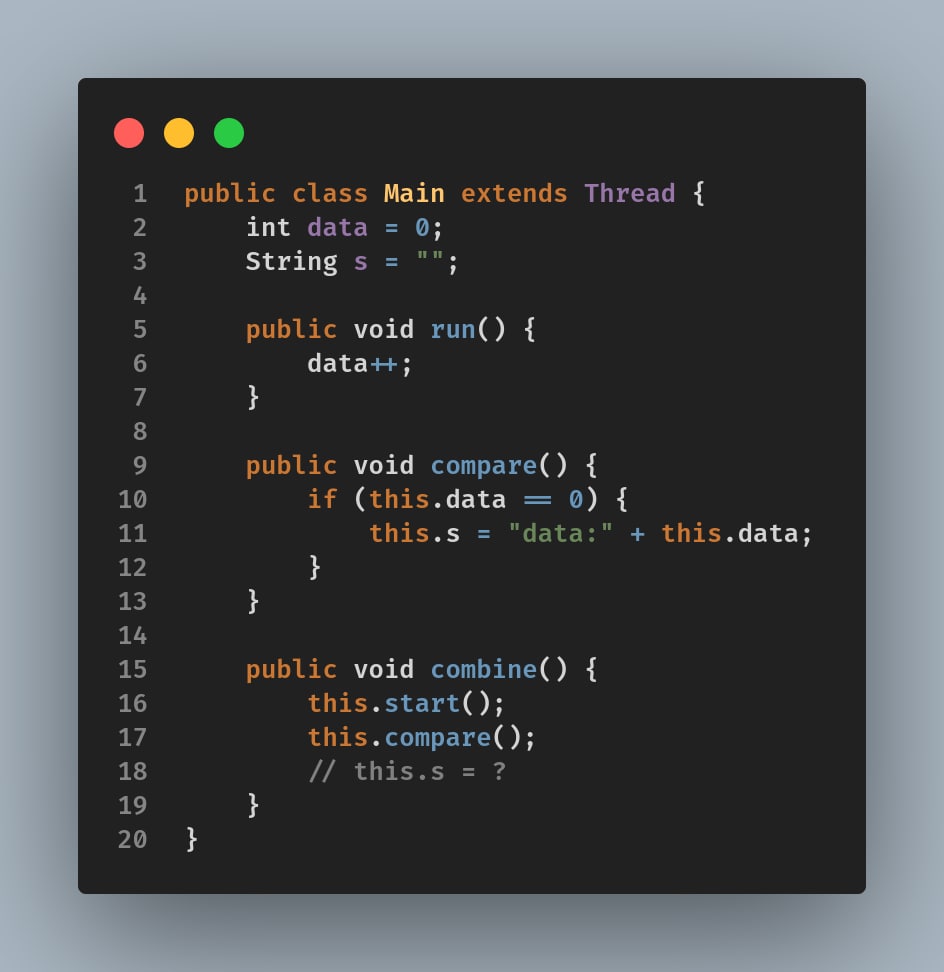 1 public class Main extends Thread {
2     int data = 0;
3     String s = "";
4
5     public void run() {
6         data++;
7     }
8
9     public void compare() {
10         if (this.data == 0) {
11             this.s = "data:" + this.data;
12         }
13     }
14
15     public void combine() {
16         this.start();
17         this.compare();
18         // this.s = ?
19     }
20 }